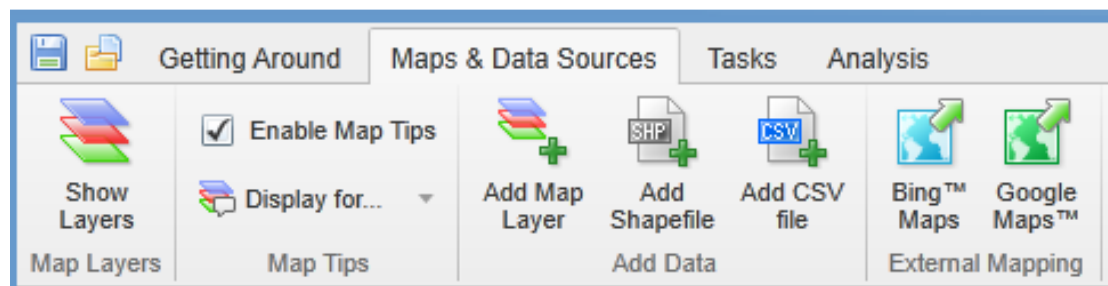 Getting Around
Maps & Data Sources
Tasks
Analysis
Show
Layers
Map Layers
Enable Map Tips
Display for...
Map Tips
Add Map
Layer
SHP
Add
Shapefile
CSV
Add CSV
file
Add Data
Bing™
Maps
Google
Maps™
External Mapping